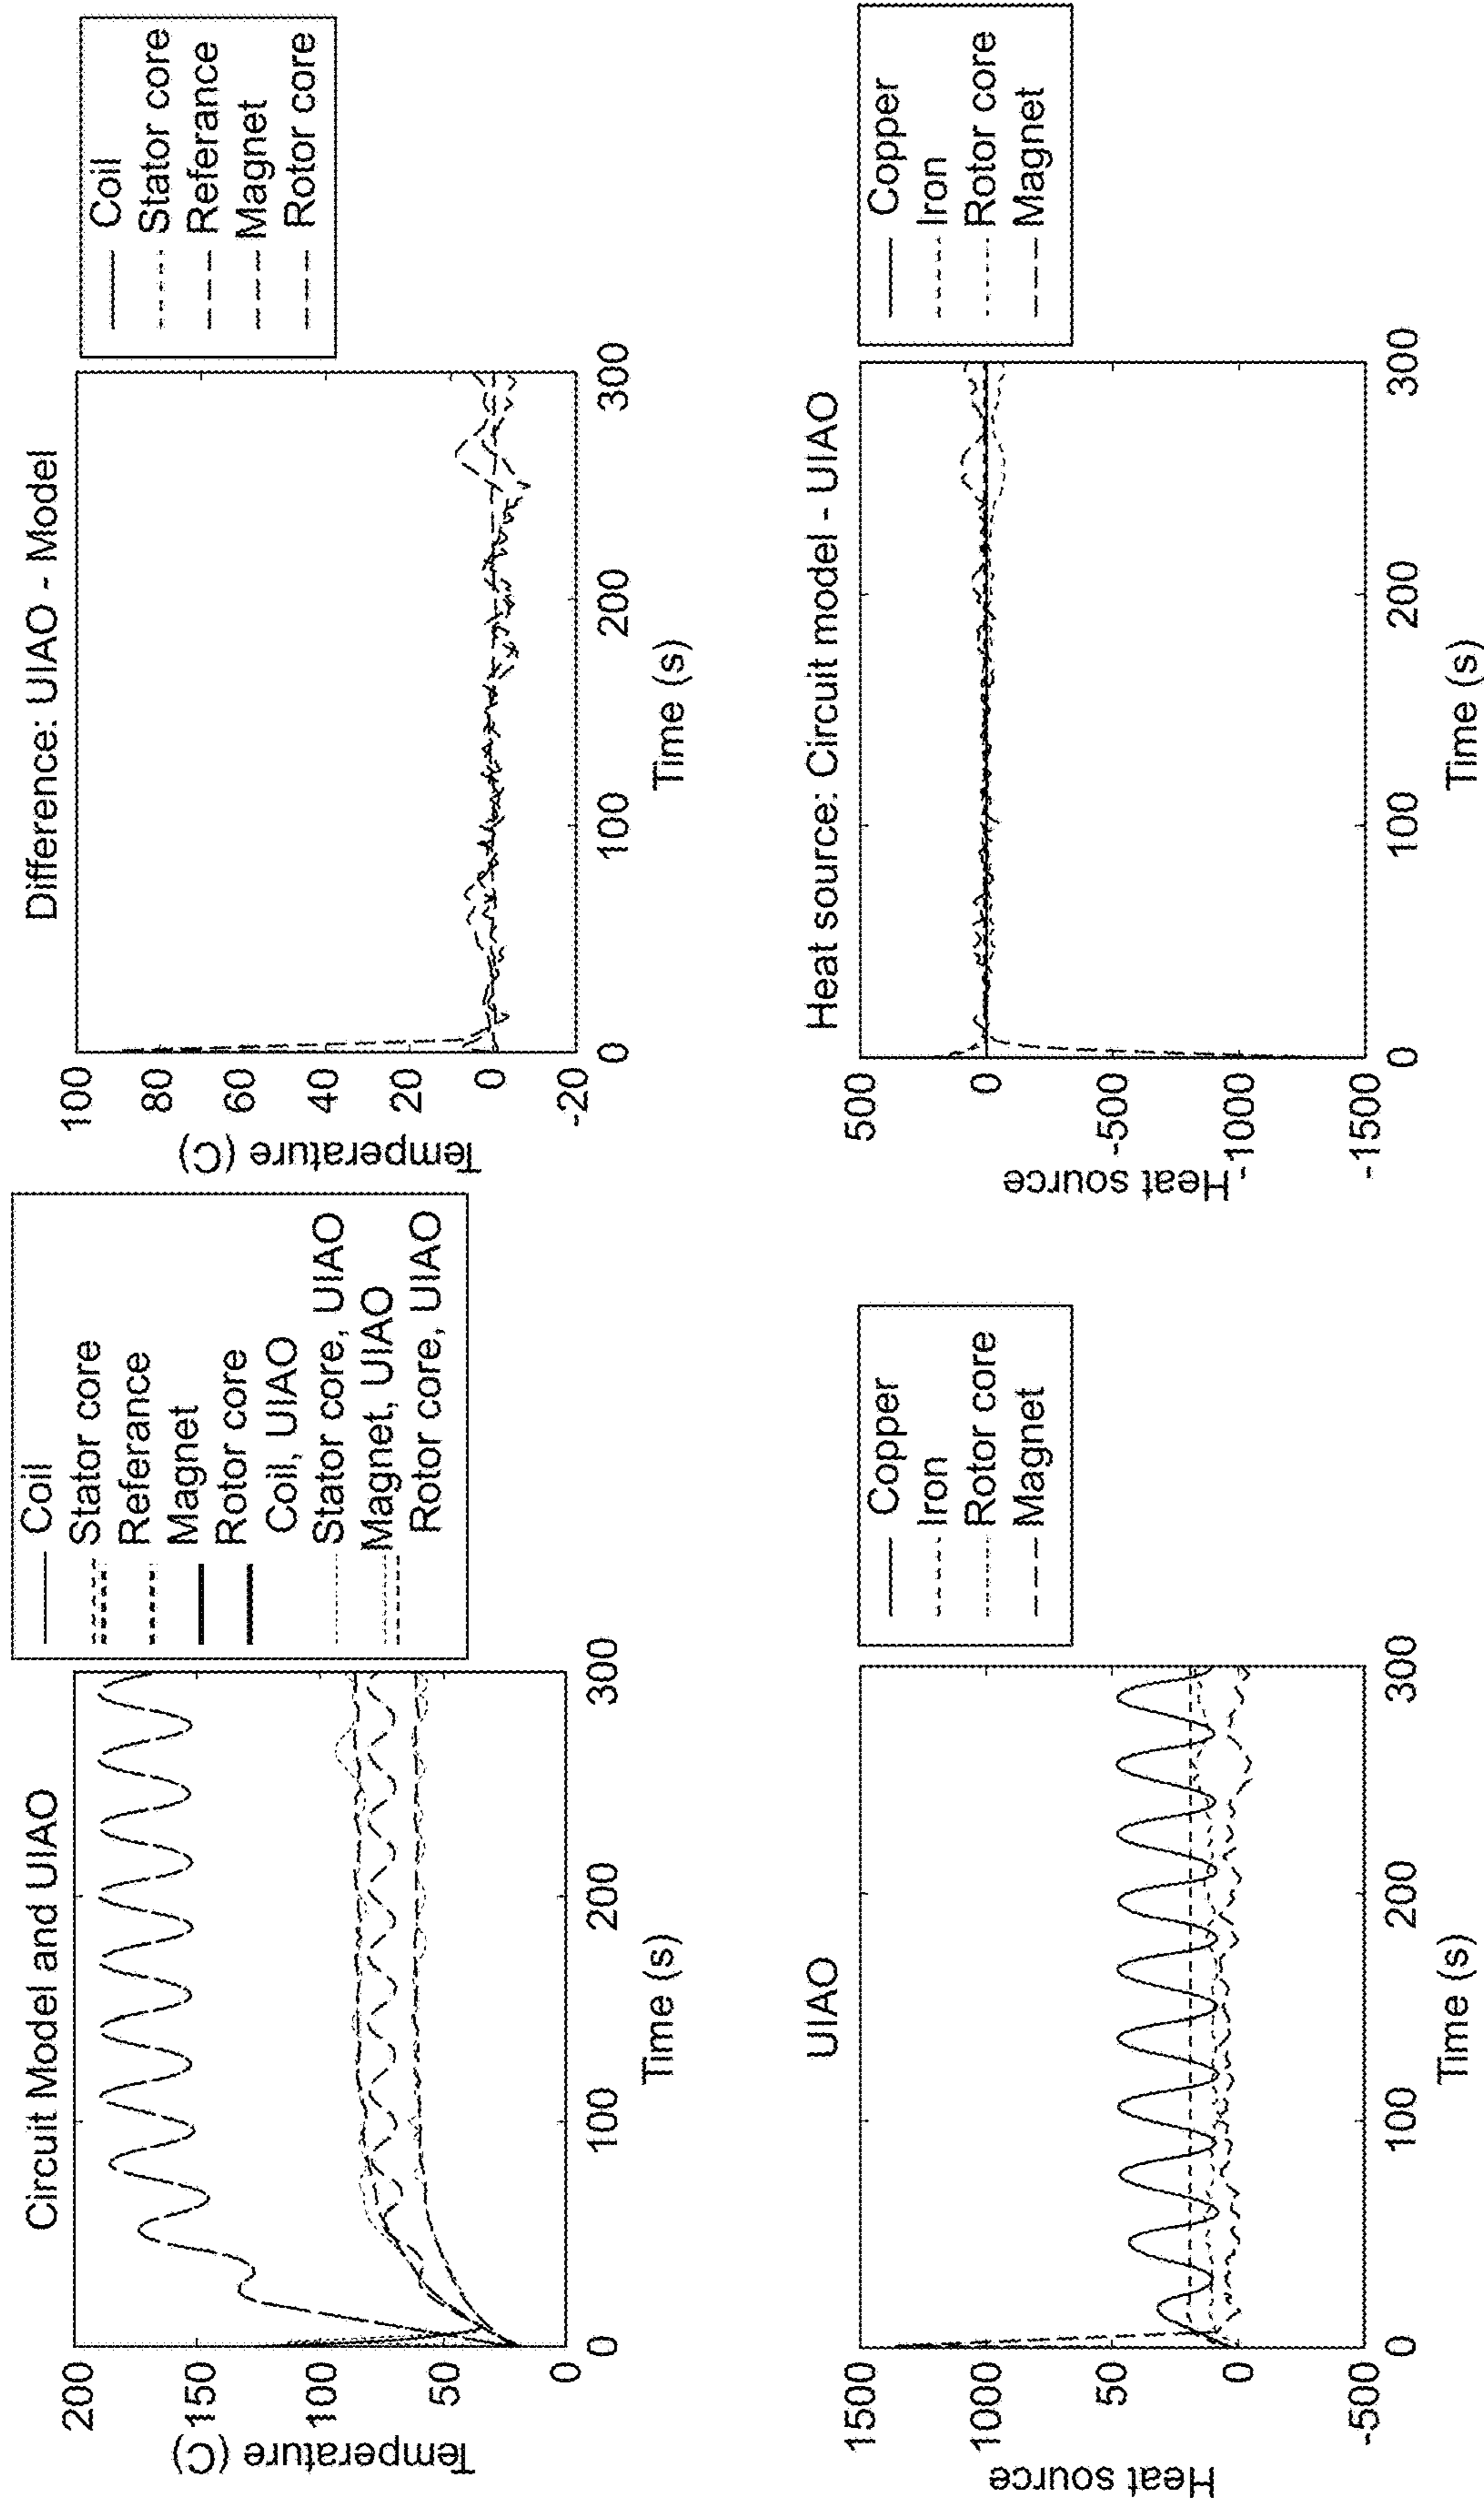 Circuit Model and UIAO
Temperature (C)
200
150
100
50
0
0
100
200
300
Time (s)
Coil
Stator core
Referance
Magnet
Rotor core
Coil, UIAO
Stator core, UIAO
Magnet, UIAO
Rotor core, UIAO
Difference: UIAO - Model
Temperature (C)
100
80
60
40
20
0
-20
0
100
200
300
Time (s)
Coil
Stator core
Referance
Magnet
Rotor core
UIAO
Heat source
1500
1000
50
0
-500
0
100
200
300
Time (s)
Copper
Iron
Rotor core
Magnet
Heat source: Circuit model - UIAO
Heat source
500
0
-500
-1000
-1500
0
100
200
300
Time (s)
Copper
Iron
Rotor core
Magnet